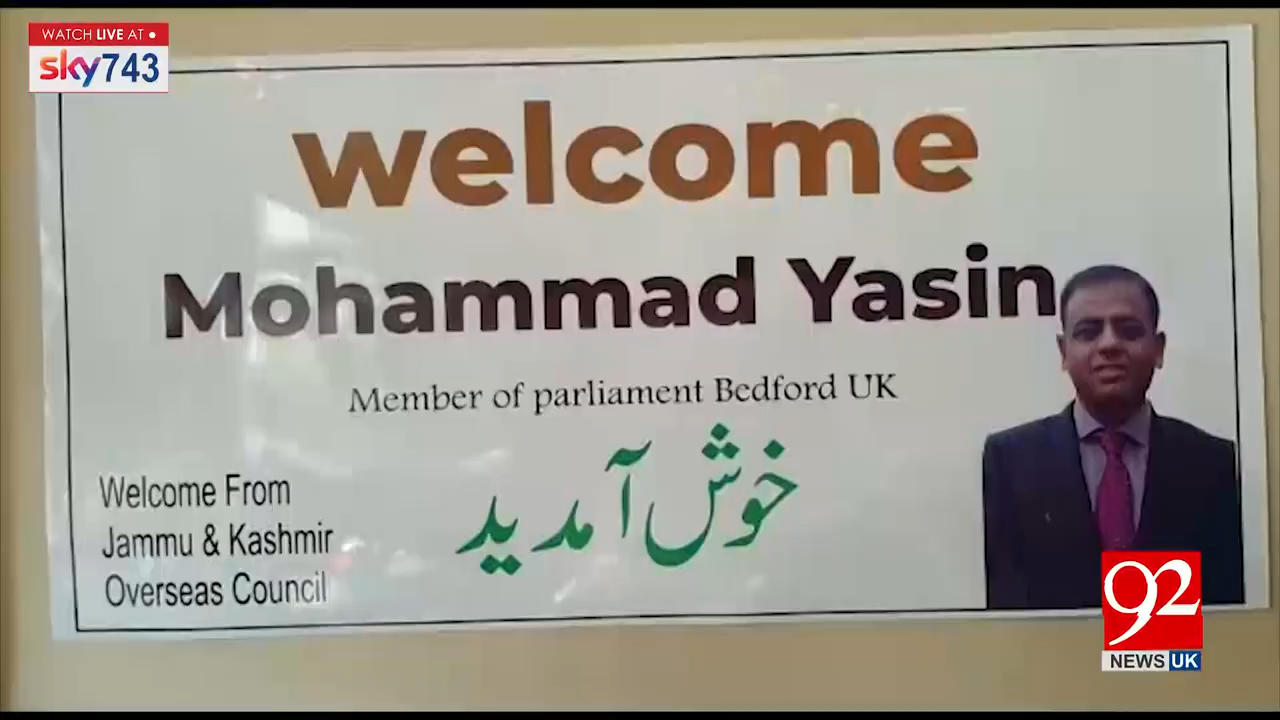 WATCH LIVE AT
sky743
welcome
Mohammad Yasin
Member of parliament Bedford UK
خوش آمدید
Welcome From
Jammu & Kashmir
Overseas Council
92
NEWS UK